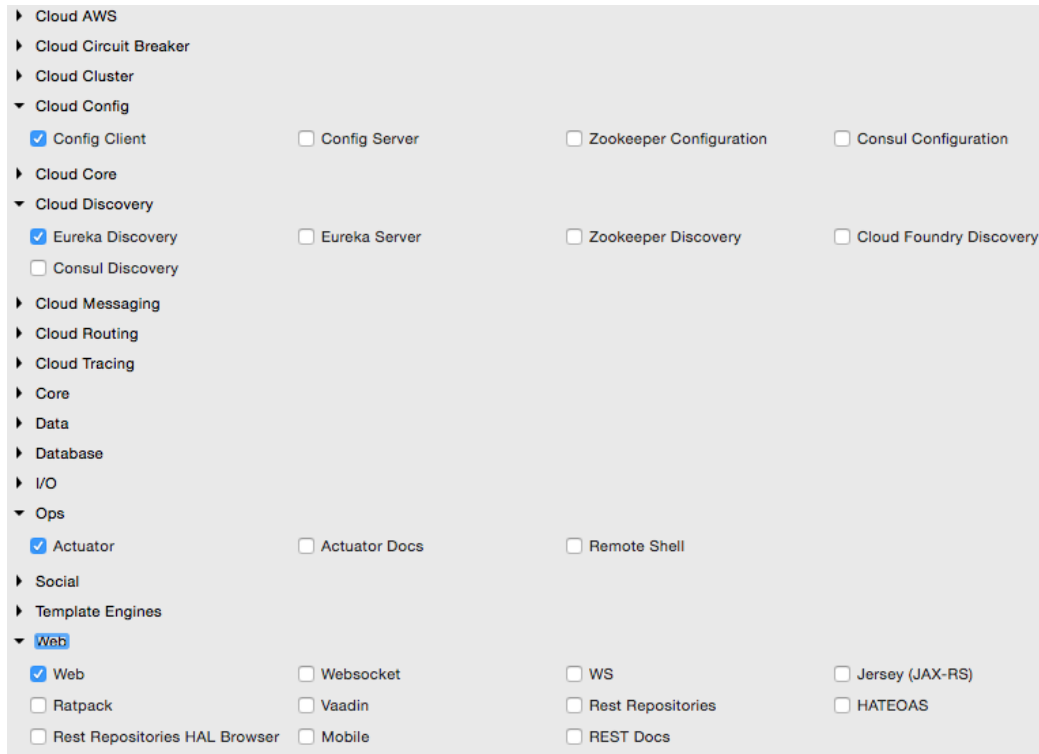 Cloud AWS
Cloud Circuit Breaker
Cloud Cluster
Cloud Config
Config Client Config Server Zookeeper Configuration Consul Configuration
Cloud Core
Cloud Discovery
Eureka Discovery Eureka Server Zookeeper Discovery Cloud Foundry Discovery
Consul Discovery
Cloud Messaging
Cloud Routing
Cloud Tracing
Core
Data
Database
I/O
Ops
Actuator Actuator Docs Remote Shell
Social
Template Engines
Web
Web Websocket WS Jersey (JAX-RS)
Ratpack Vaadin Rest Repositories HATEOAS
Rest Repositories HAL Browser Mobile REST Docs